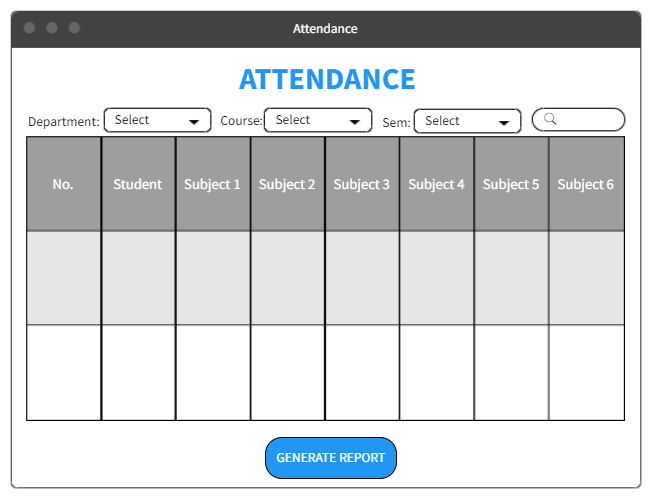 Attendance
ATTENDANCE
Department: Select Course: Select Sem: Select
No. Student Subject 1 Subject 2 Subject 3 Subject 4 Subject 5 Subject 6
GENERATE REPORT